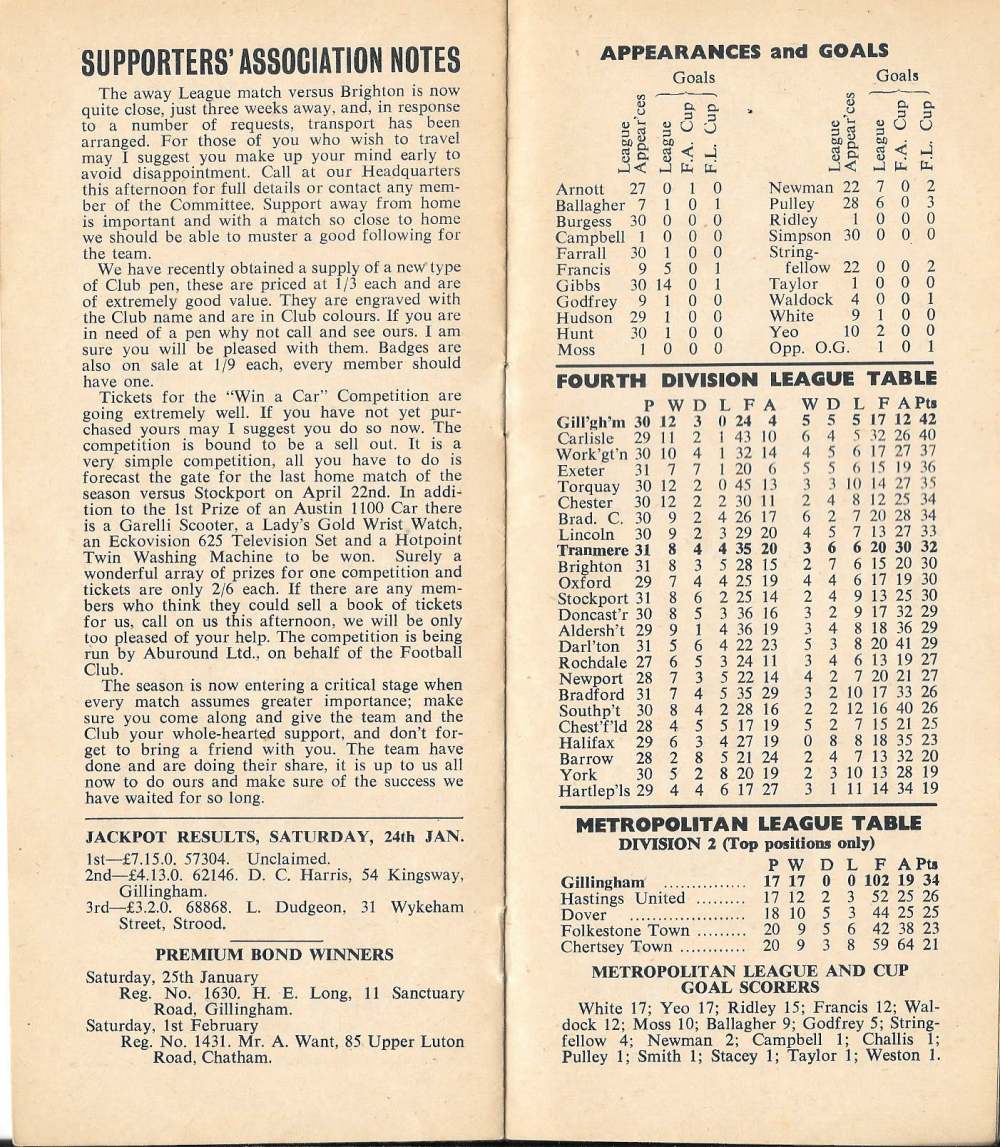 SUPPORTERS' ASSOCIATION NOTES
The away League match versus Brighton is now
quite close, just three weeks away, and, in response
to a number of requests, transport has been
arranged. For those of you who wish to travel
may I suggest you make up your mind early to
avoid disappointment. Call at our Headquarters
this afternoon for full details or contact any mem-
ber of the Committee. Support away from home
is important and with a match so close to home
we should be able to muster a good following for
the team.
We have recently obtained a supply of a new type
of Club pen, these are priced at 1/3 each and are
of extremely good value. They are engraved with
the Club name and are in Club colours. If you are
in need of a pen why not call and see ours. I am
sure you will be pleased with them. Badges are
also on sale at 1/9 each, every member should
have one.
Tickets for the "Win a Car" Competition are
going extremely well. If you have not yet pur-
chased yours may I suggest you do so now. The
competition is bound to be a sell out. It is a
very simple competition, all you have to do is
forecast the gate for the last home match of the
season versus Stockport on April 22nd. In addi-
tion to the 1st Prize of an Austin 1100 Car there
is a Garelli Scooter, a Lady's Gold Wrist Watch,
an Eckovision 625 Television Set and a Hotpoint
Twin Washing Machine to be won. Surely a
wonderful array of prizes for one competition and
tickets are only 2/6 each. If there are any mem-
bers who think they could sell a book of tickets
for us, call on us this afternoon, we will be only
too pleased of your help. The competition is being
run by Aburound Ltd., on behalf of the Football
Club.
The season is now entering a critical stage when
every match assumes greater importance; make
sure you come along and give the team and the
Club your whole-hearted support, and don't for-
get to bring a friend with you. The team have
done and are doing their share, it is up to us all
now to do ours and make sure of the success we
have waited for so long.
JACKPOT RESULTS, SATURDAY, 24th JAN.
1st—£7.15.0. 57304. Unclaimed.
2nd—£4.13.0. 62146. D. C. Harris, 54 Kingsway,
Gillingham.
3rd—£3.2.0. 68868. L. Dudgeon, 31 Wykeham
Street, Strood.
PREMIUM BOND WINNERS
Saturday, 25th January
Reg. No. 1630. H. E. Long, 11 Sanctuary
Road, Gillingham.
Saturday, 1st February
Reg. No. 1431. Mr. A. Want, 85 Upper Luton
Road, Chatham.
APPEARANCES and GOALS
Goals Goals
League Appear'ces League F.A. Cup F.L. Cup League Appear'ces League F.A. Cup F.L. Cup
Arnott 27 0 1 0 Newman 22 7 0 2
Ballagher 7 1 0 1 Pulley 28 6 0 3
Burgess 30 0 0 0 Ridley 1 0 0 0
Campbell 1 0 0 0 Simpson 30 0 0 0
Farrall 30 1 0 0 String-
Francis 9 5 0 1 fellow 22 0 0 2
Gibbs 30 14 0 1 Taylor 1 0 0 0
Godfrey 9 1 0 0 Waldock 4 0 0 1
Hudson 29 1 0 0 White 9 1 0 0
Hunt 30 1 0 0 Yeo 10 2 0 0
Moss 1 0 0 0 Opp. O.G. 1 0 1
FOURTH DIVISION LEAGUE TABLE
P W D L F A W D L F A Pts
Gill'gh'm 30 12 3 0 24 4 5 5 5 17 12 42
Carlisle 29 11 2 1 43 10 6 4 5 32 26 40
Work'gt'n 30 10 4 1 32 14 4 5 6 17 27 37
Exeter 31 7 7 1 20 6 5 5 6 15 19 36
Torquay 30 12 2 0 45 13 3 3 10 14 27 35
Chester 30 12 2 2 30 11 2 4 8 12 25 34
Brad. C. 30 9 2 4 26 17 6 2 7 20 28 34
Lincoln 30 9 2 3 29 20 4 5 7 13 27 33
Tranmere 31 8 4 4 35 20 3 6 6 20 30 32
Brighton 31 8 3 5 28 15 2 7 6 15 20 30
Oxford 29 7 4 4 25 19 4 4 6 17 19 30
Stockport 31 8 6 2 25 14 2 4 9 13 25 30
Doncast'r 30 8 5 3 36 16 3 2 9 17 32 29
Aldersh't 29 9 1 4 36 19 3 4 8 18 36 29
Darl'ton 31 5 6 4 22 23 5 3 8 20 41 29
Rochdale 27 6 5 3 24 11 3 4 6 13 19 27
Newport 28 7 3 5 22 14 4 2 7 20 21 27
Bradford 31 7 4 5 35 29 3 2 10 17 33 26
Southp't 30 8 4 2 28 16 2 2 12 16 40 26
Chest'f'ld 28 4 5 5 17 19 5 2 7 15 21 25
Halifax 29 6 3 4 27 19 0 8 8 18 35 23
Barrow 28 2 8 5 21 24 2 4 7 13 32 20
York 30 5 2 8 20 19 2 3 10 13 28 19
Hartlep'ls 29 4 4 6 17 27 3 1 11 14 34 19
METROPOLITAN LEAGUE TABLE
DIVISION 2 (Top positions only)
P W D L F A Pts
Gillingham ............... 17 17 0 0 102 19 34
Hastings United ......... 17 12 2 3 52 25 26
Dover ...................... 18 10 5 3 44 25 25
Folkestone Town ......... 20 9 5 6 42 38 23
Chertsey Town ............ 20 9 3 8 59 64 21
METROPOLITAN LEAGUE AND CUP
GOAL SCORERS
White 17; Yeo 17; Ridley 15; Francis 12; Wal-
dock 12; Moss 10; Ballagher 9; Godfrey 5; String-
fellow 4; Newman 2; Campbell 1; Challis 1;
Pulley 1; Smith 1; Stacey 1; Taylor 1; Weston 1.